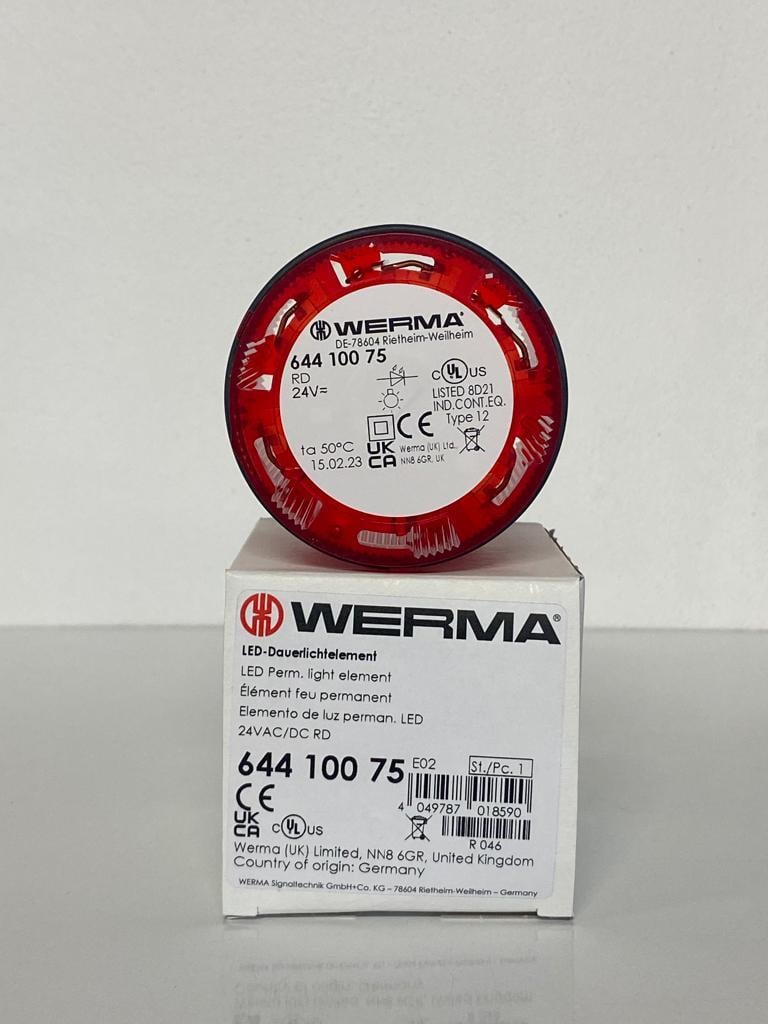 WERMA®
DE-78604 Rietheim-Weilheim
644 100 75
RD
24V≂
C UL US
LISTED 8D21
IND.CONT.EQ.
Type 12
CE
ta 50°C
15.02.23
UK
CA
Werma (UK) Ltd.,
NN8 6GR, UK
WERMA®
LED-Dauerlichtelement
LED Perm. light element
Élément feu permanent
Elemento de luz perman. LED
24VAC/DC RD
644 100 75 E02 St./Pc. 1
CE
4 049787 018590
UK
CA
C UL US
R 046
Werma (UK) Limited, NN8 6GR, United Kingdom
Country of origin: Germany
WERMA Signaltechnik GmbH+Co. KG – 78604 Rietheim-Weilheim – Germany